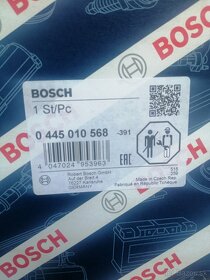 BOSCH
BOSCH
1 St/Pc
0 445 010 568
-391
4 047024 953963
EAC
Robert Bosch GmbH
Auf der Breit 4
76227 Karlsruhe
GERMANY
Made in Czech Rep.
Fabriqué en République Tchèque
BOSCH